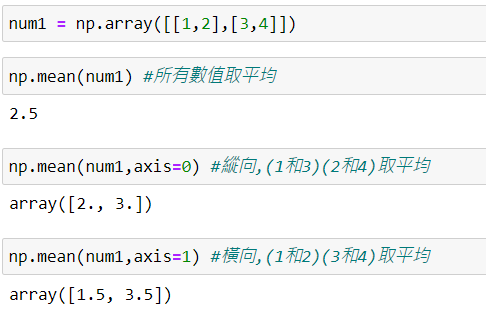 num1 = np.array([[1,2],[3,4]])
np.mean(num1) #所有數值取平均
2.5
np.mean(num1,axis=0) #縱向,(1和3)(2和4)取平均
array([2., 3.])
np.mean(num1,axis=1) #橫向,(1和2)(3和4)取平均
array([1.5, 3.5])